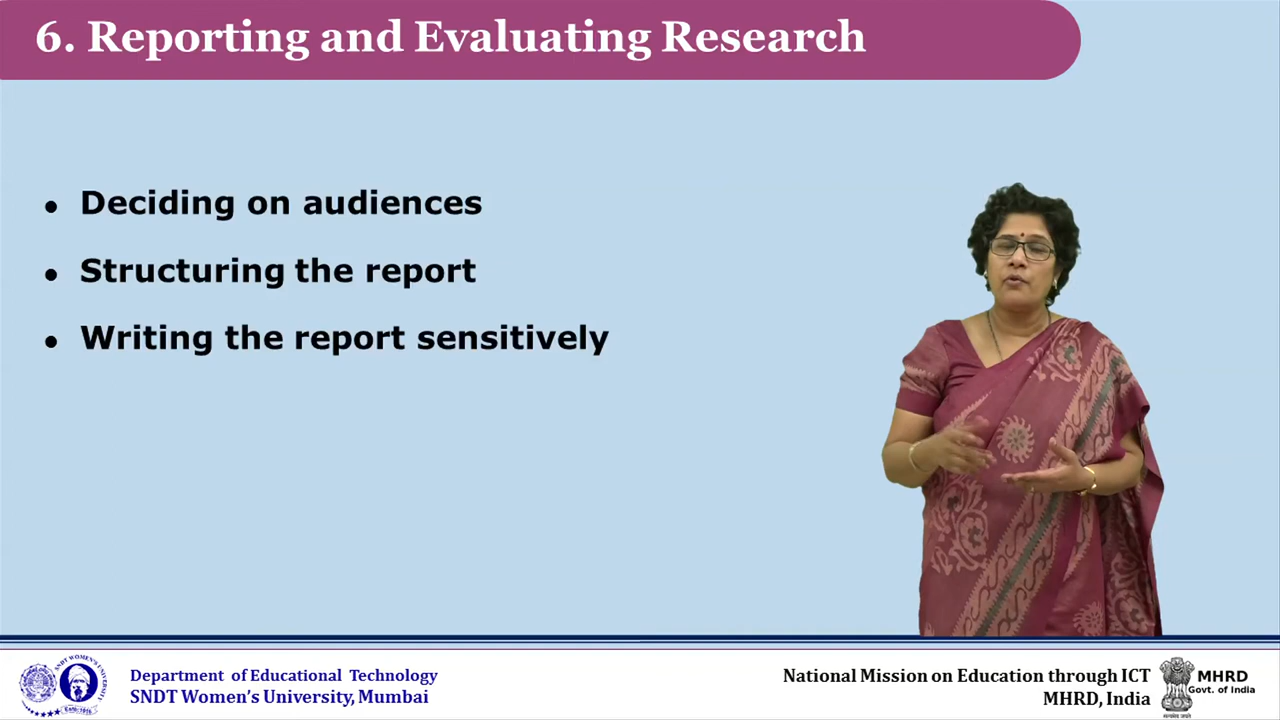 6. Reporting and Evaluating Research
• Deciding on audiences
• Structuring the report
• Writing the report sensitively
Department of Educational Technology
SNDT Women's University, Mumbai
National Mission on Education through ICT
MHRD, India
MHRD
Govt. of India